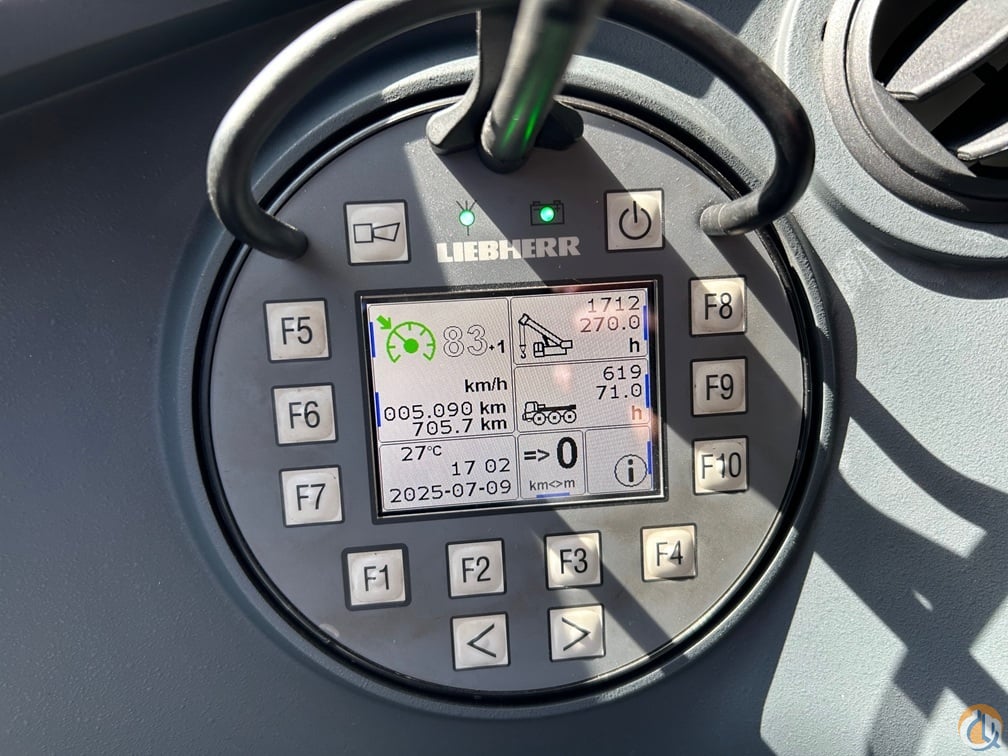 LIEBHERR
F5
F6
F7
F8
F9
F10
83+1
km/h
005.090 km
705.7 km
1712
270.0
h
619
71.0
h
27°C
17 02
2025-07-09
=> 0
km<>m
i
F1
F2
F3
F4
< >